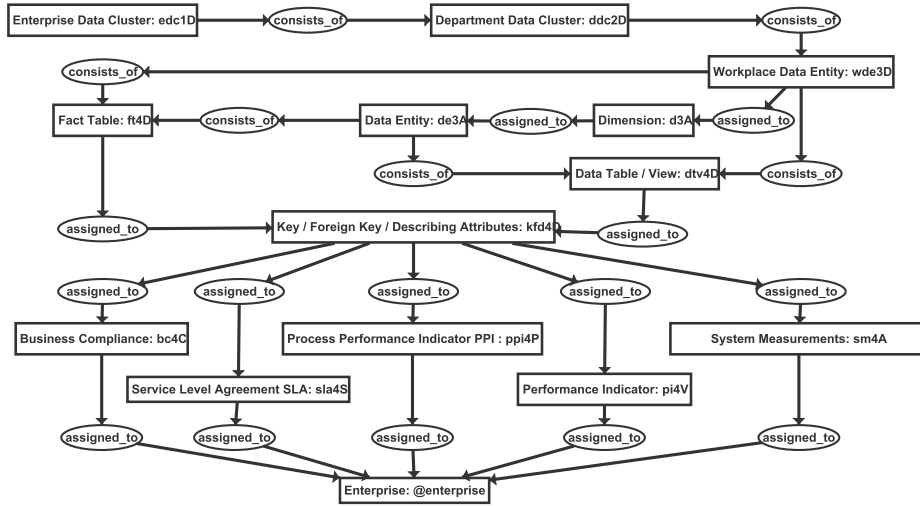 Enterprise Data Cluster: edc1D
consists_of
Department Data Cluster: ddc2D
consists_of
consists_of
Workplace Data Entity: wde3D
Fact Table: ft4D
consists_of
Data Entity: de3A
assigned_to
Dimension: d3A
assigned_to
consists_of
Data Table / View: dtv4D
consists_of
assigned_to
Key / Foreign Key / Describing Attributes: kfd4D
assigned_to
assigned_to
assigned_to
assigned_to
assigned_to
assigned_to
Business Compliance: bc4C
Process Performance Indicator PPI : ppi4P
System Measurements: sm4A
Service Level Agreement SLA: sla4S
Performance Indicator: pi4V
assigned_to
assigned_to
assigned_to
assigned_to
assigned_to
Enterprise: @enterprise